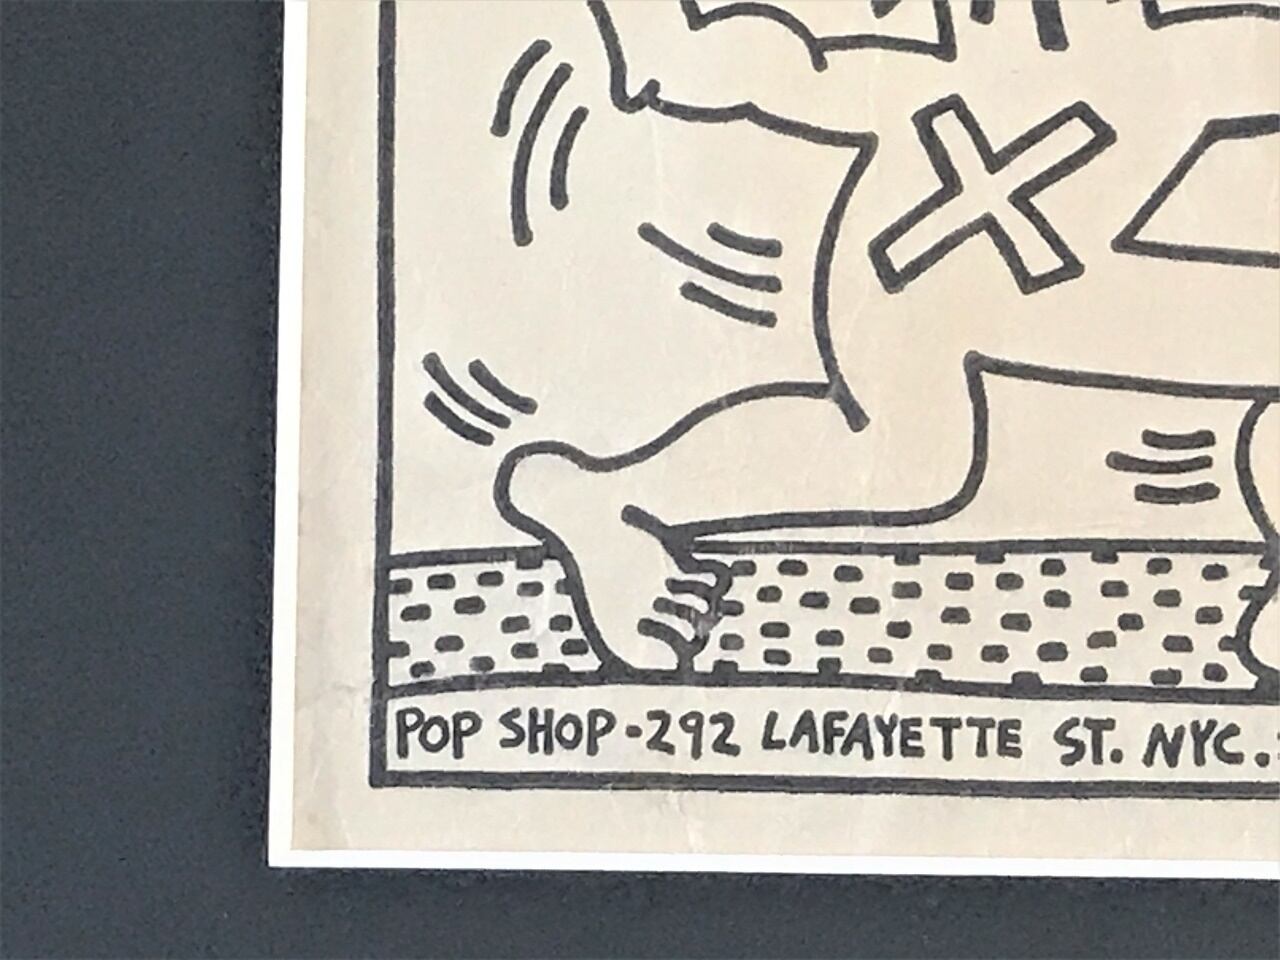 POP SHOP-292 LAFAYETTE ST. NYC.